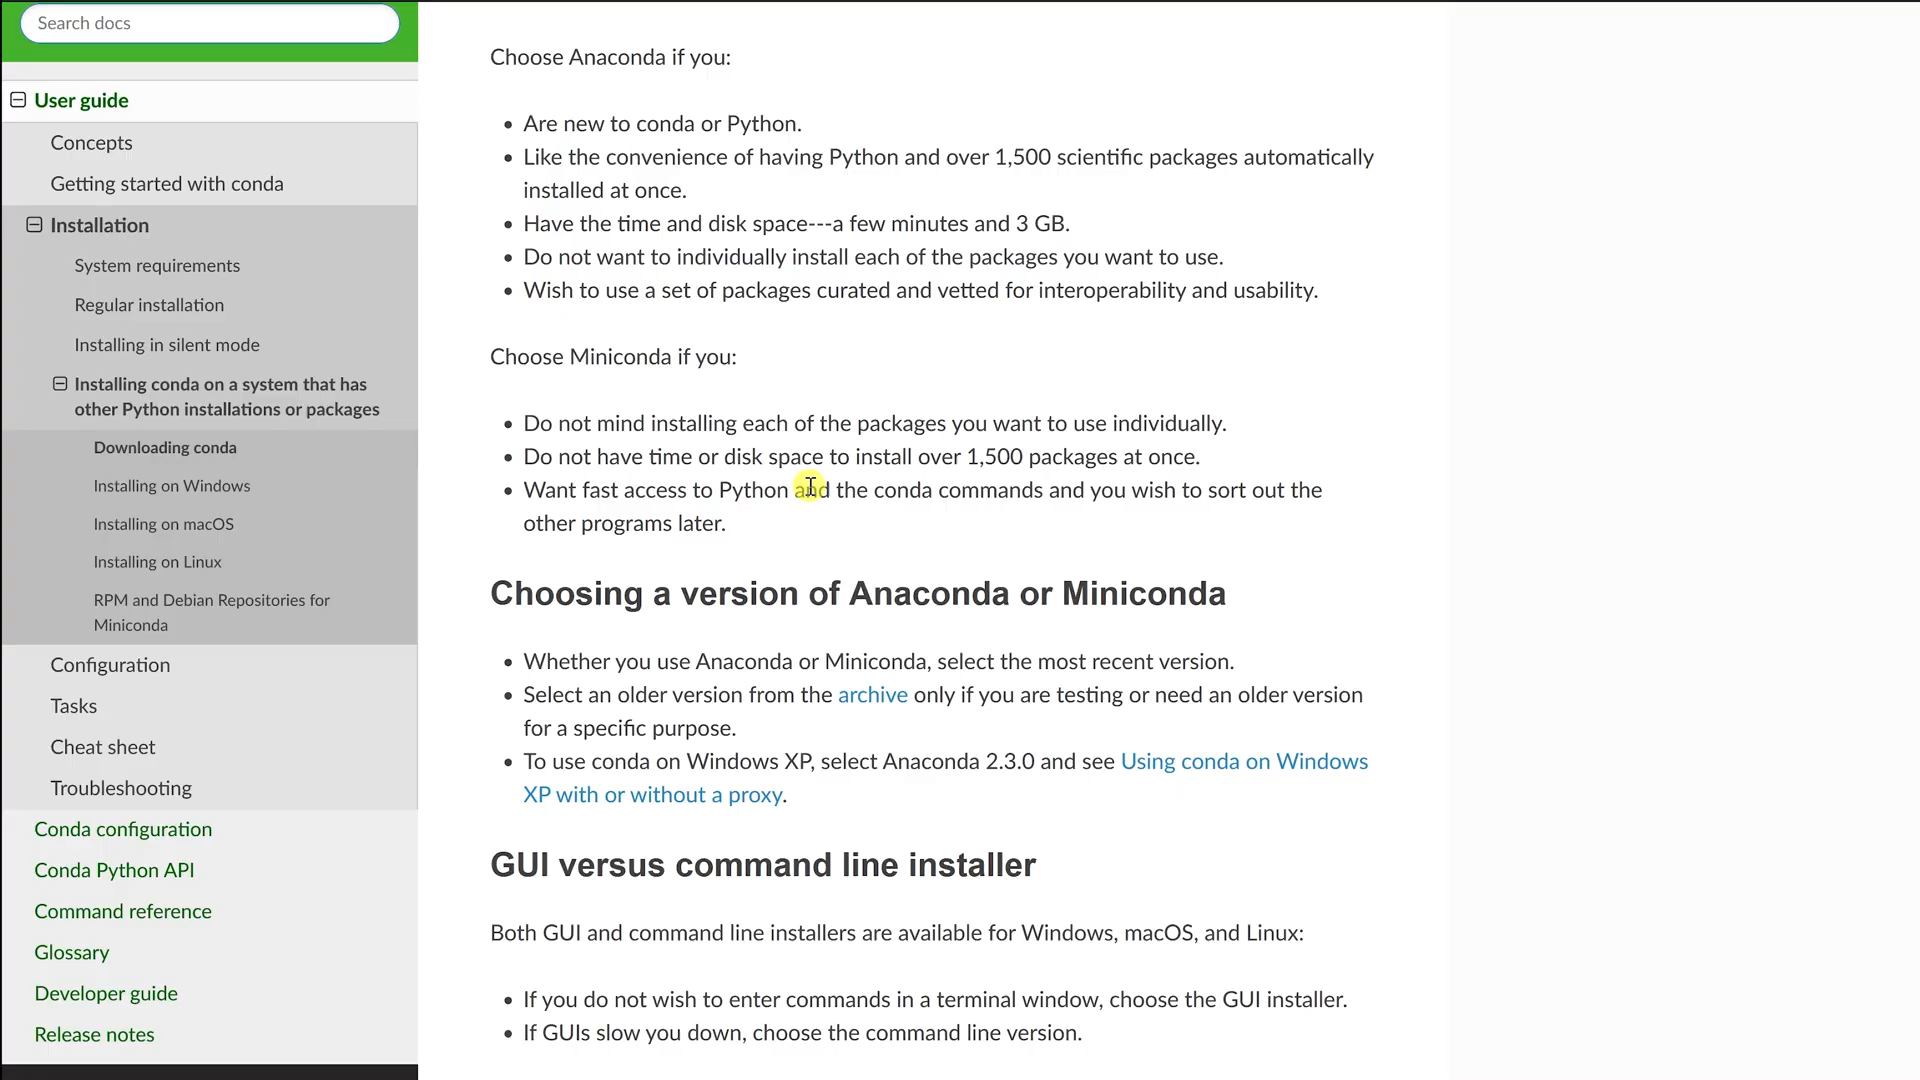 Search docs
User guide
Concepts
Getting started with conda
Installation
System requirements
Regular installation
Installing in silent mode
Installing conda on a system that has
other Python installations or packages
Downloading conda
Installing on Windows
Installing on macOS
Installing on Linux
RPM and Debian Repositories for
Miniconda
Configuration
Tasks
Cheat sheet
Troubleshooting
Conda configuration
Conda Python API
Command reference
Glossary
Developer guide
Release notes
Choose Anaconda if you:
• Are new to conda or Python.
• Like the convenience of having Python and over 1,500 scientific packages automatically
installed at once.
• Have the time and disk space---a few minutes and 3 GB.
• Do not want to individually install each of the packages you want to use.
• Wish to use a set of packages curated and vetted for interoperability and usability.
Choose Miniconda if you:
• Do not mind installing each of the packages you want to use individually.
• Do not have time or disk space to install over 1,500 packages at once.
• Want fast access to Python and the conda commands and you wish to sort out the
other programs later.
Choosing a version of Anaconda or Miniconda
• Whether you use Anaconda or Miniconda, select the most recent version.
• Select an older version from the archive only if you are testing or need an older version
for a specific purpose.
• To use conda on Windows XP, select Anaconda 2.3.0 and see Using conda on Windows
XP with or without a proxy.
GUI versus command line installer
Both GUI and command line installers are available for Windows, macOS, and Linux:
• If you do not wish to enter commands in a terminal window, choose the GUI installer.
• If GUIs slow you down, choose the command line version.